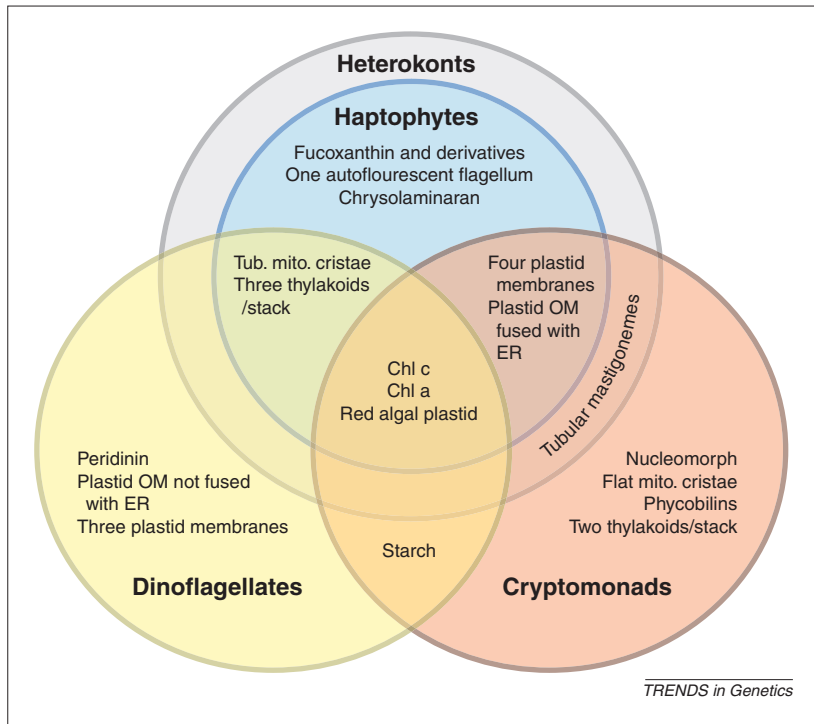 Heterokonts
Haptophytes
Fucoxanthin and derivatives
One autoflourescent flagellum
Chrysolaminaran
Tub. mito. cristae
Three thylakoids
/stack
Four plastid
membranes
Plastid OM
fused with
ER
Chl c
Chl a
Red algal plastid
Tubular mastigonemes
Peridinin
Plastid OM not fused
with ER
Three plastid membranes
Nucleomorph
Flat mito. cristae
Phycobilins
Two thylakoids/stack
Starch
Dinoflagellates
Cryptomonads
TRENDS in Genetics